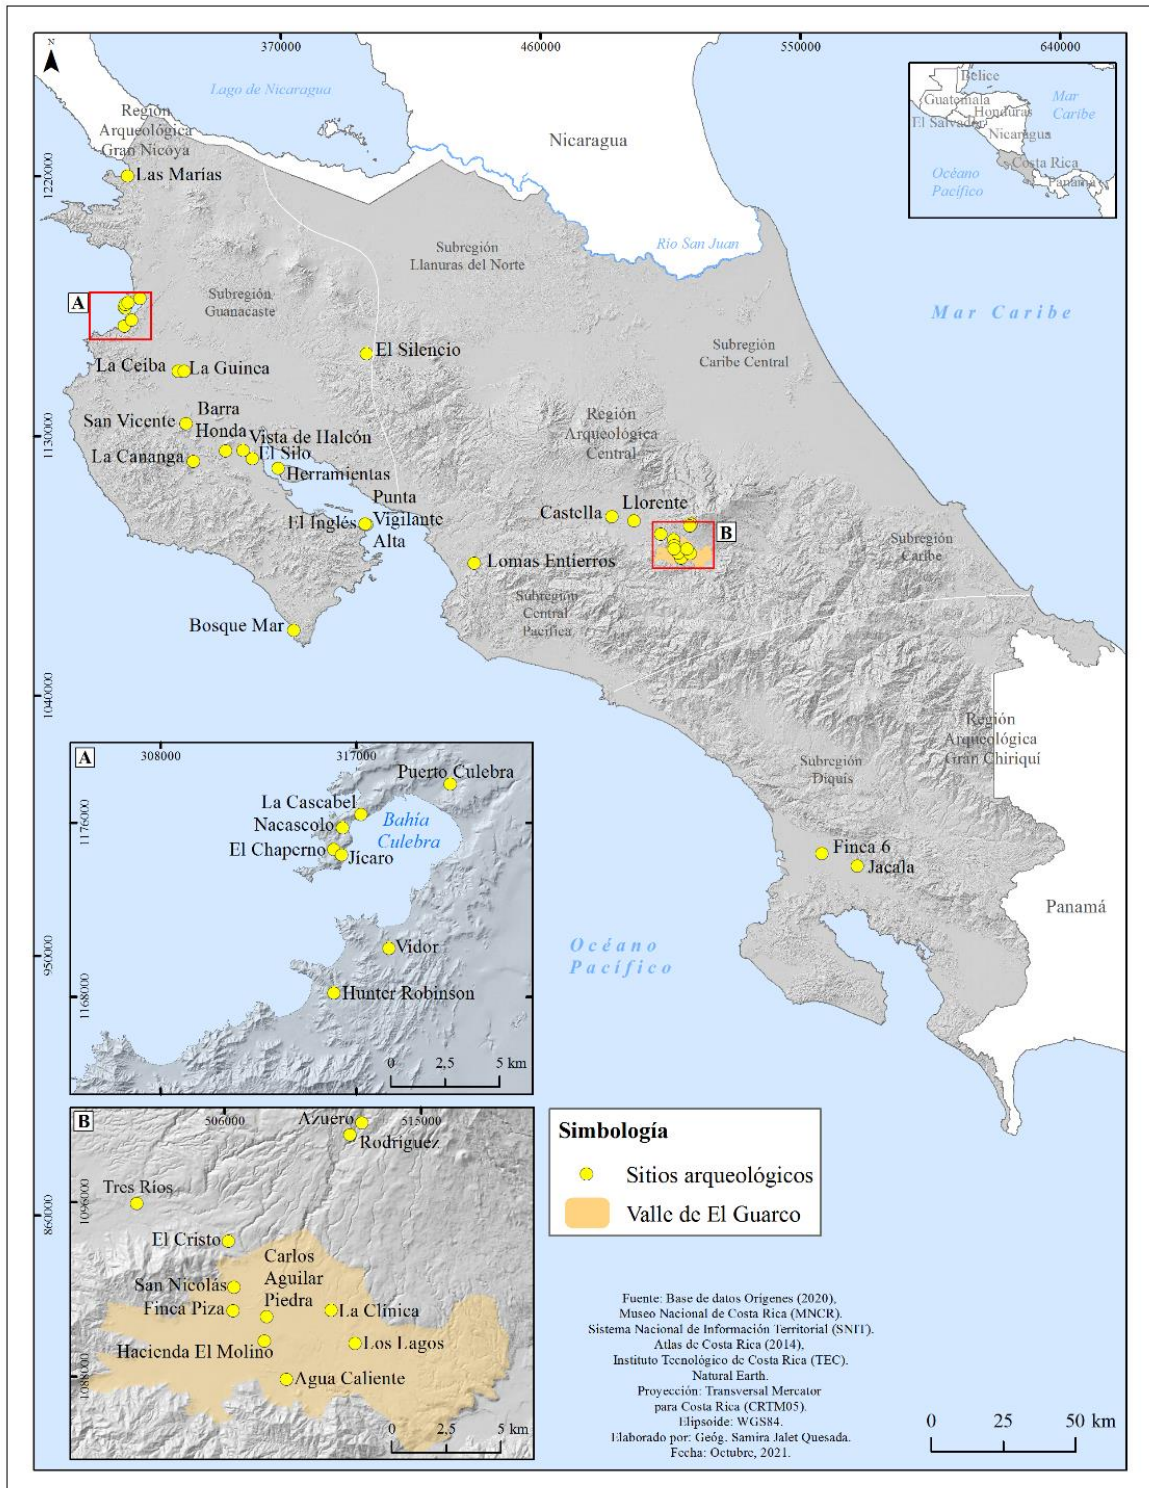 370000
460000
550000
640000
N
Lago de Nicaragua
Región
Arqueológica
Gran Nicoya
Nicaragua
Belice
Guatemala
Honduras
El Salvador
Nicaragua
Costa Rica
Panamá
Mar
Caribe
Océano
Pacífico
1220000
Las Marías
Río San Juan
Subregión
Llanuras del Norte
Subregión
Guanacaste
A
Mar Caribe
Subregión
Caribe Central
El Silencio
La Ceiba
La Guinea
San Vicente
Barra
Honda
1130000
Vista de Halcón
La Cananga
El Silo
Herramientas
Región
Arqueológica
Central
Punta
Vigilante
Alta
El Inglés
Castella
Llorente
B
Subregión
Caribe
Lomas Entierros
Subregión
Central
Pacífica
Bosque Mar
1040000
Región
Arqueológica
Gran Chiriquí
Subregión
Diquís
Finca 6
Jacala
Panamá
Océano
Pacífico
950000
860000
A
308000
317000
Puerto Culebra
La Cascabel
Nacascolo
Bahía
Culebra
1176000
El Chaperno
Jícaro
Vidor
1168000
Hunter Robinson
0
2,5
5 km
B
506000
515000
Azuero
Rodríguez
Tres Ríos
1096000
El Cristo
Carlos
Aguilar
Piedra
San Nicolás
Finca Piza
La Clínica
Hacienda El Molino
Los Lagos
1088000
Agua Caliente
0
2,5
5 km
Simbología
Sitios arqueológicos
Valle de El Guarco
Fuente: Base de datos Orígenes (2020),
Museo Nacional de Costa Rica (MNCR).
Sistema Nacional de Información Territorial (SNIT).
Atlas de Costa Rica (2014),
Instituto Tecnológico de Costa Rica (TEC).
Natural Earth.
Proyección: Transversal Mercator
para Costa Rica (CRTM05).
Elipsoide: WGS84.
Elaborado por: Geóg. Samira Jalet Quesada.
Fecha: Octubre, 2021.
0
25
50 km